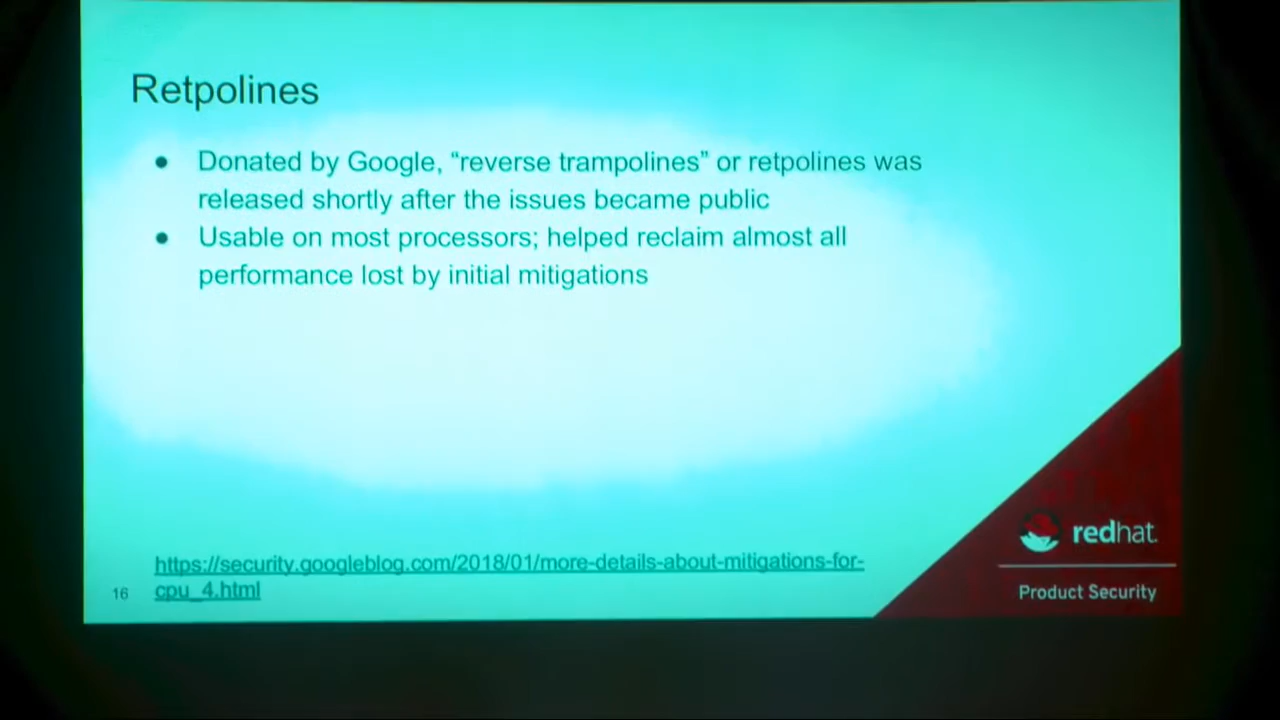 Retpolines
● Donated by Google, “reverse trampolines” or retpolines was
released shortly after the issues became public
● Usable on most processors; helped reclaim almost all
performance lost by initial mitigations
https://security.googleblog.com/2018/01/more-details-about-mitigations-for-
cpu_4.html
16
redhat.
Product Security